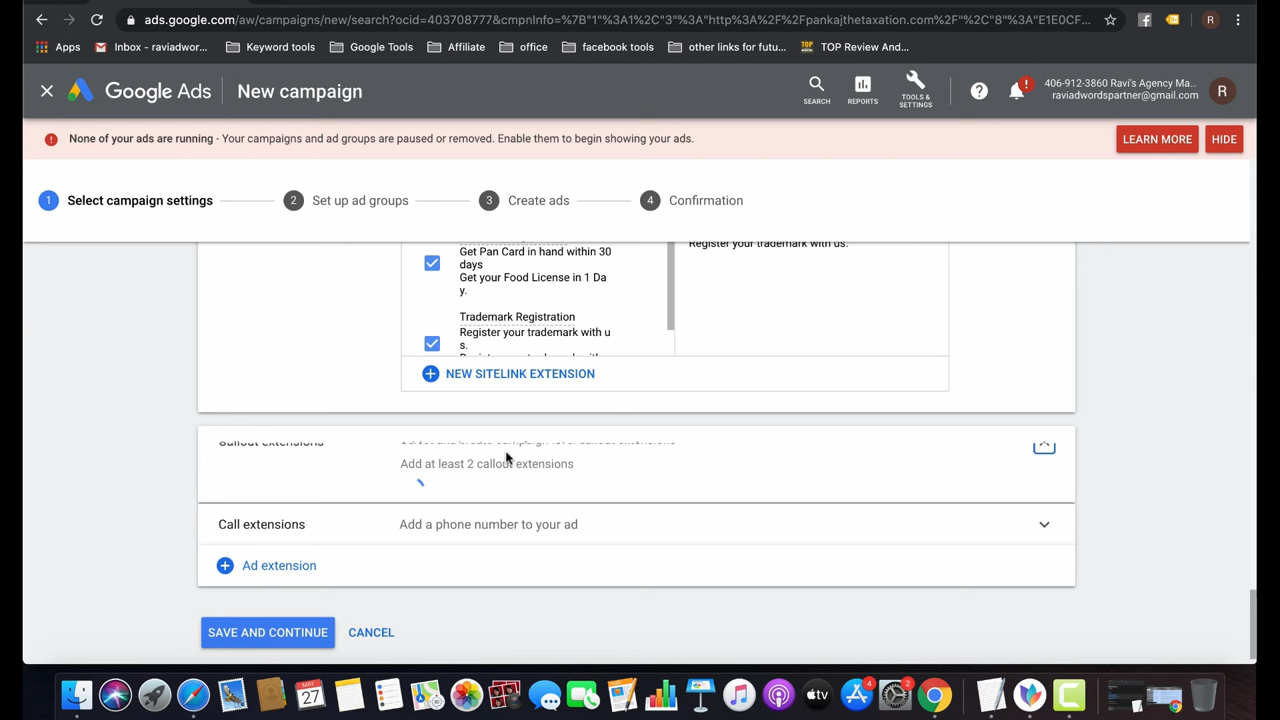 ads.google.com/aw/campaigns/new/search?ocid=403708777&cmpnInfo=%7B"1"%3A1%2C"3"%3A"http%3A%2F%2Fpankajthetaxation.com%2F"%2C"8"%3A"E1E0CF...
Apps
Inbox - raviadwor...
Keyword tools
Google Tools
Affiliate
office
facebook tools
other links for futu...
TOP Review And...
Google Ads
New campaign
SEARCH
REPORTS
TOOLS &
SETTINGS
406-912-3860 Ravi's Agency Ma...
raviadwordspartner@gmail.com
R
None of your ads are running - Your campaigns and ad groups are paused or removed. Enable them to begin showing your ads.
LEARN MORE
HIDE
1 Select campaign settings
2 Set up ad groups
3 Create ads
4 Confirmation
Register your trademark with us.
Get Pan Card in hand within 30
days
Get your Food License in 1 Da
y.
Trademark Registration
Register your trademark with u
s.
NEW SITELINK EXTENSION
Callout extensions
Add at least 2 callout extensions
Call extensions
Add a phone number to your ad
Ad extension
SAVE AND CONTINUE
CANCEL
MAY
27
tv
4
2